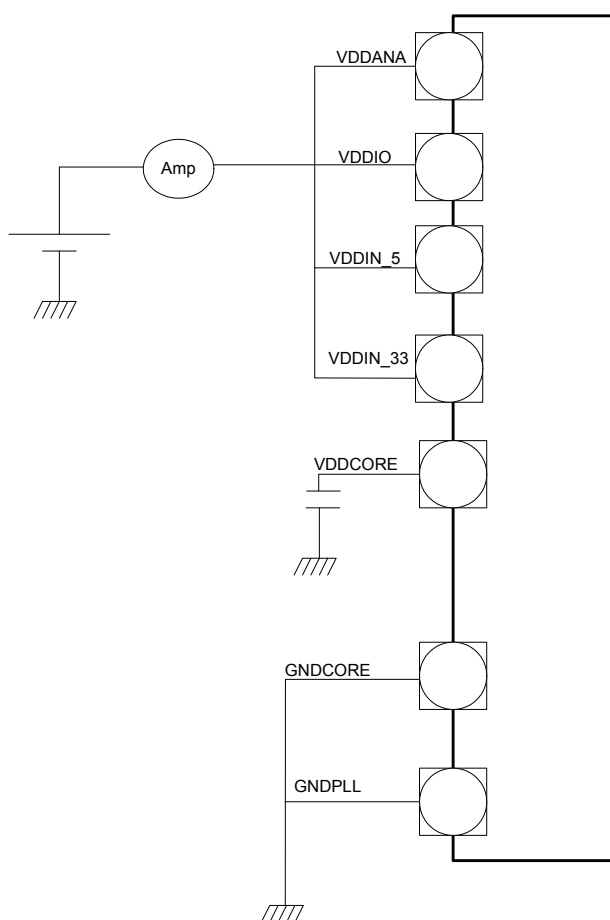 VDDANA
Amp
VDDIO
VDDIN_5
VDDIN_33
VDDCORE
GNDCORE
GNDPLL